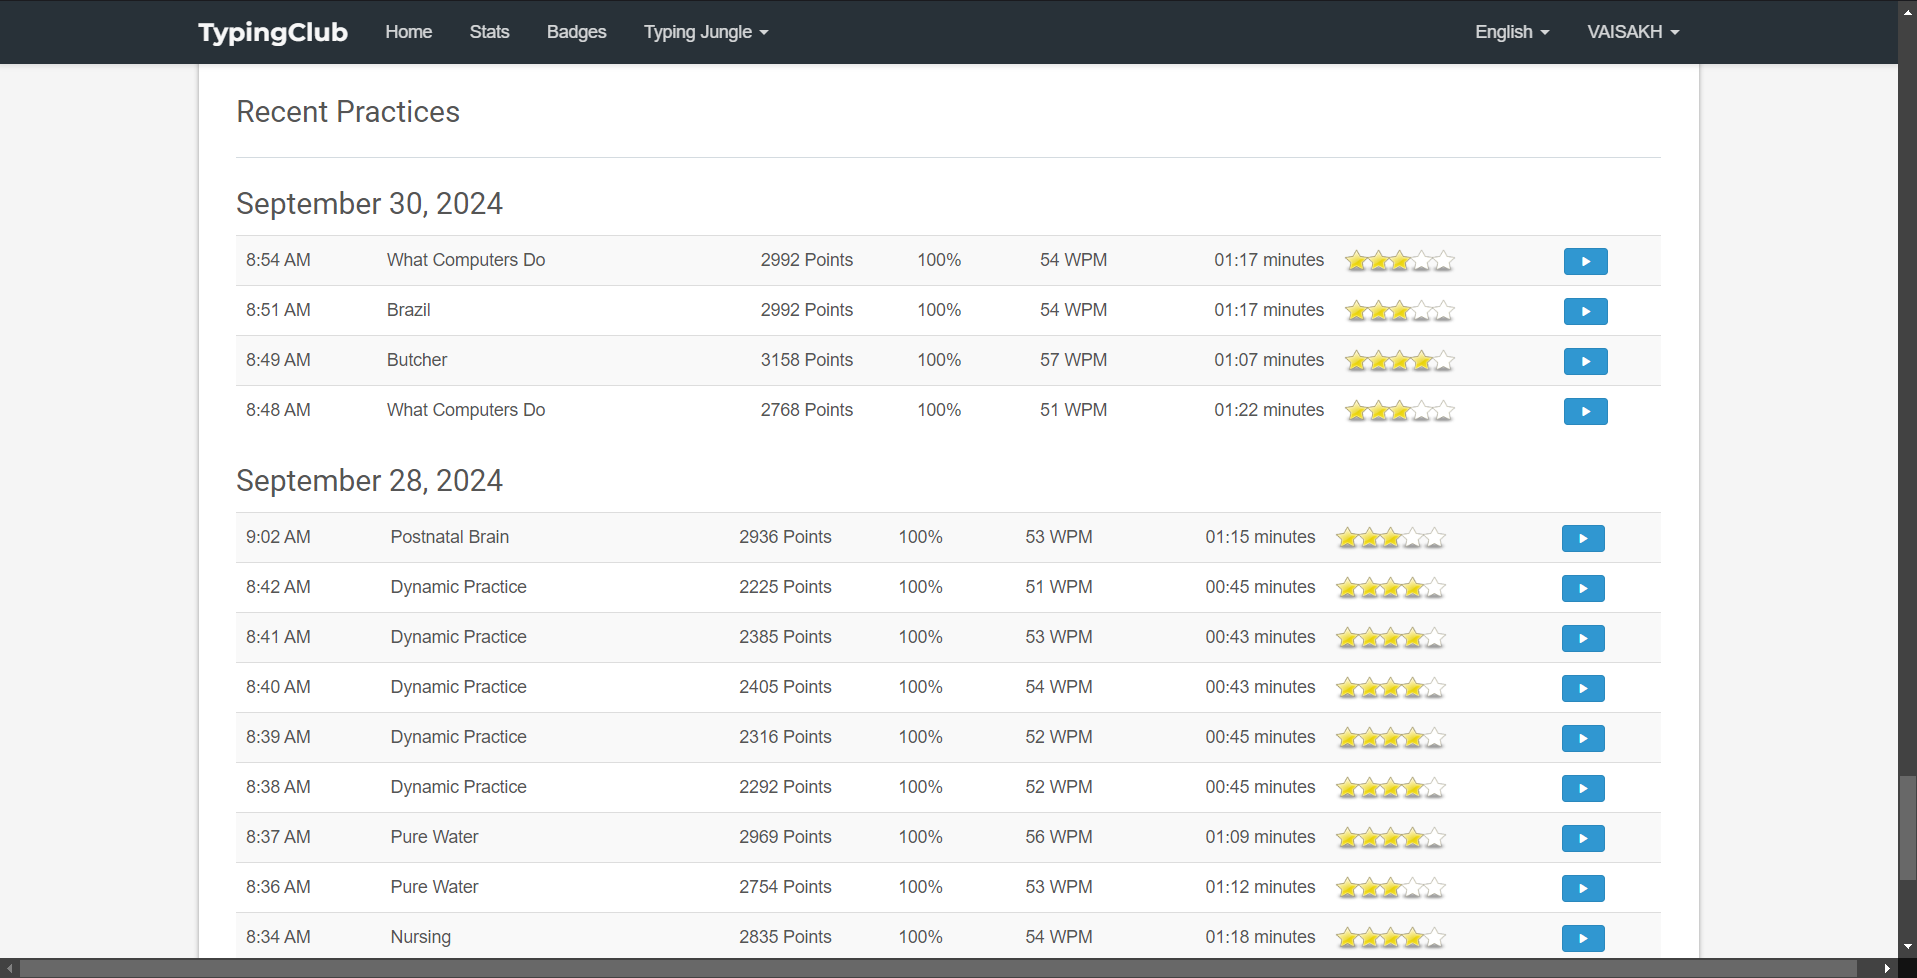 TypingClub Home Stats Badges Typing Jungle English VAISAKH
Recent Practices
September 30, 2024
8:54 AM What Computers Do 2992 Points 100% 54 WPM 01:17 minutes
8:51 AM Brazil 2992 Points 100% 54 WPM 01:17 minutes
8:49 AM Butcher 3158 Points 100% 57 WPM 01:07 minutes
8:48 AM What Computers Do 2768 Points 100% 51 WPM 01:22 minutes
September 28, 2024
9:02 AM Postnatal Brain 2936 Points 100% 53 WPM 01:15 minutes
8:42 AM Dynamic Practice 2225 Points 100% 51 WPM 00:45 minutes
8:41 AM Dynamic Practice 2385 Points 100% 53 WPM 00:43 minutes
8:40 AM Dynamic Practice 2405 Points 100% 54 WPM 00:43 minutes
8:39 AM Dynamic Practice 2316 Points 100% 52 WPM 00:45 minutes
8:38 AM Dynamic Practice 2292 Points 100% 52 WPM 00:45 minutes
8:37 AM Pure Water 2969 Points 100% 56 WPM 01:09 minutes
8:36 AM Pure Water 2754 Points 100% 53 WPM 01:12 minutes
8:34 AM Nursing 2835 Points 100% 54 WPM 01:18 minutes